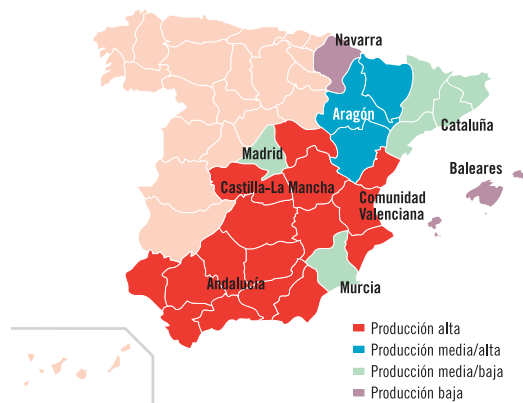 Navarra
Aragón
Cataluña
Madrid
Baleares
Castilla-La Mancha
Comunidad
Valenciana
Andalucía
Murcia
Producción alta
Producción media/alta
Producción media/baja
Producción baja